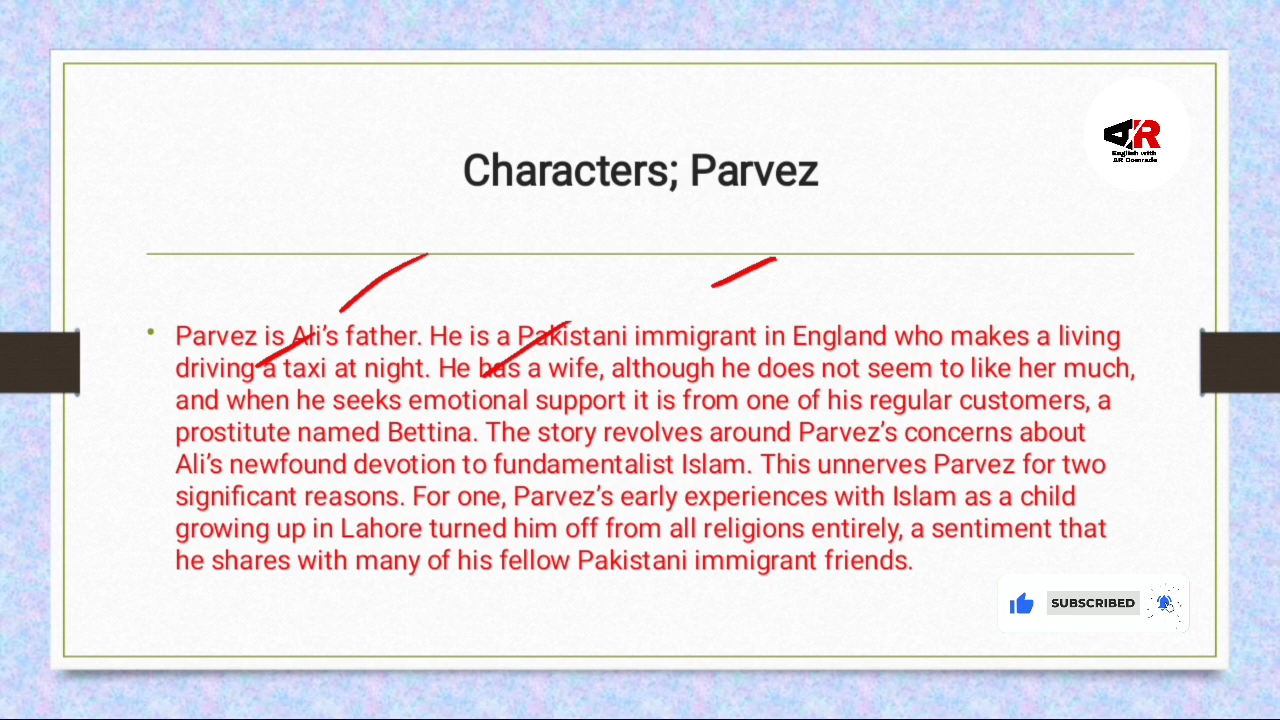 AR
English with
AR Comrade
Characters; Parvez
Parvez is Ali’s father. He is a Pakistani immigrant in England who makes a living
driving a taxi at night. He has a wife, although he does not seem to like her much,
and when he seeks emotional support it is from one of his regular customers, a
prostitute named Bettina. The story revolves around Parvez’s concerns about
Ali’s newfound devotion to fundamentalist Islam. This unnerves Parvez for two
significant reasons. For one, Parvez’s early experiences with Islam as a child
growing up in Lahore turned him off from all religions entirely, a sentiment that
he shares with many of his fellow Pakistani immigrant friends.
SUBSCRIBED